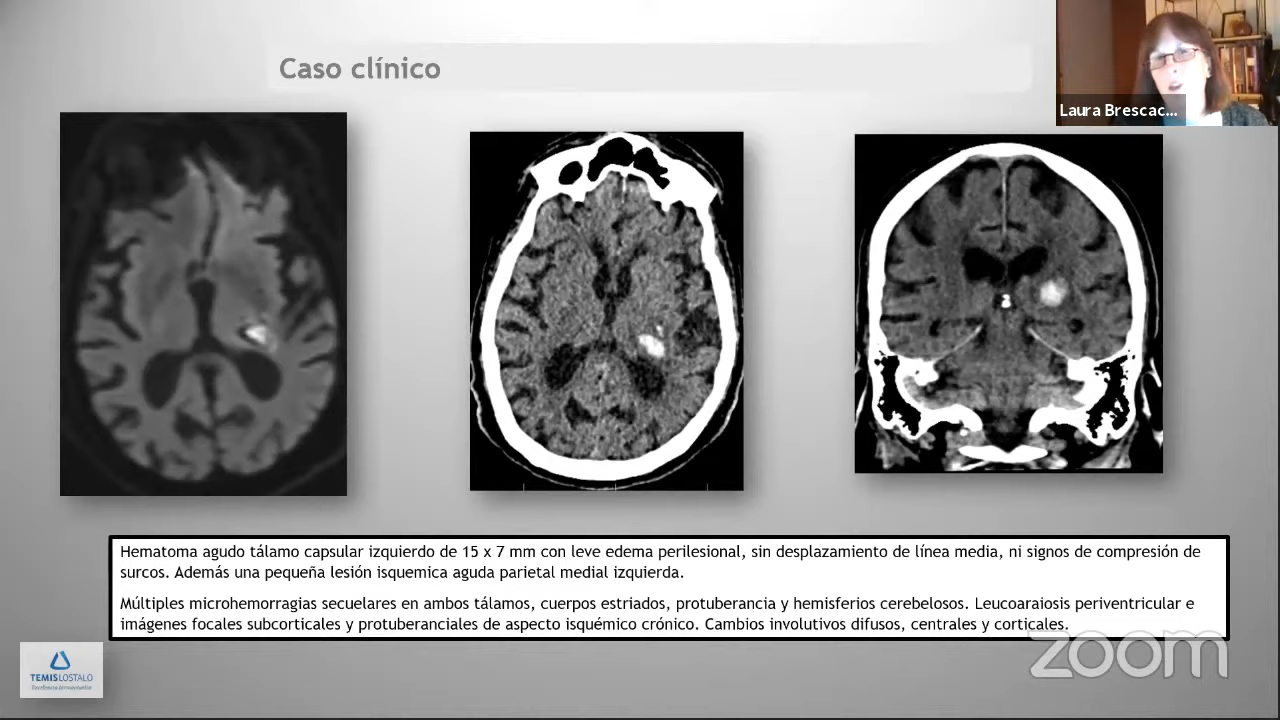 Caso clínico
Laura Brescac...
Hematoma agudo tálamo capsular izquierdo de 15 x 7 mm con leve edema perilesional, sin desplazamiento de línea media, ni signos de compresión de
surcos. Además una pequeña lesión isquemica aguda parietal medial izquierda.
Múltiples microhemorragias secuelares en ambos tálamos, cuerpos estriados, protuberancia y hemisferios cerebelosos. Leucoaraiosis periventricular e
imágenes focales subcorticales y protuberanciales de aspecto isquémico crónico. Cambios involutivos difusos, centrales y corticales.
zoom
TEMISLOSTALO